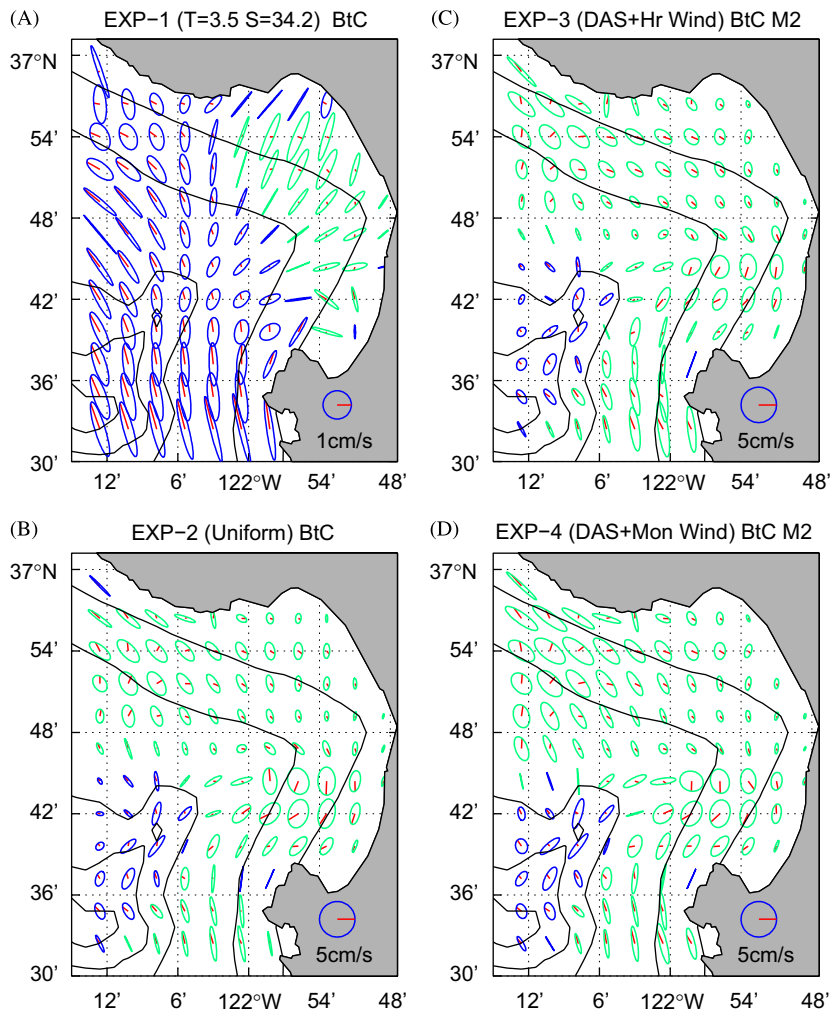 (A) EXP−1 (T=3.5 S=34.2) BtC
37°N
54'
48'
42'
36'
30'
1cm/s
12' 6' 122°W 54' 48'
(C) EXP−3 (DAS+Hr Wind) BtC M2
37°N
54'
48'
42'
36'
30'
5cm/s
12' 6' 122°W 54' 48'
(B) EXP−2 (Uniform) BtC
37°N
54'
48'
42'
36'
30'
5cm/s
12' 6' 122°W 54' 48'
(D) EXP−4 (DAS+Mon Wind) BtC M2
37°N
54'
48'
42'
36'
30'
5cm/s
12' 6' 122°W 54' 48'